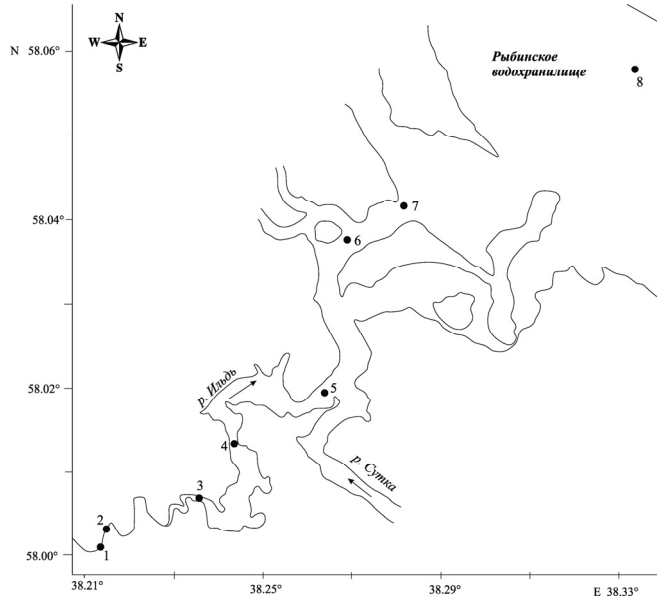 N 58.06°
N
W E
S
Рыбинское
водохранилище
8
7
58.04°
6
р. Ильдь
58.02°
5
4
р. Сутка
3
2
58.00°
1
38.21°
38.25°
38.29°
E 38.33°